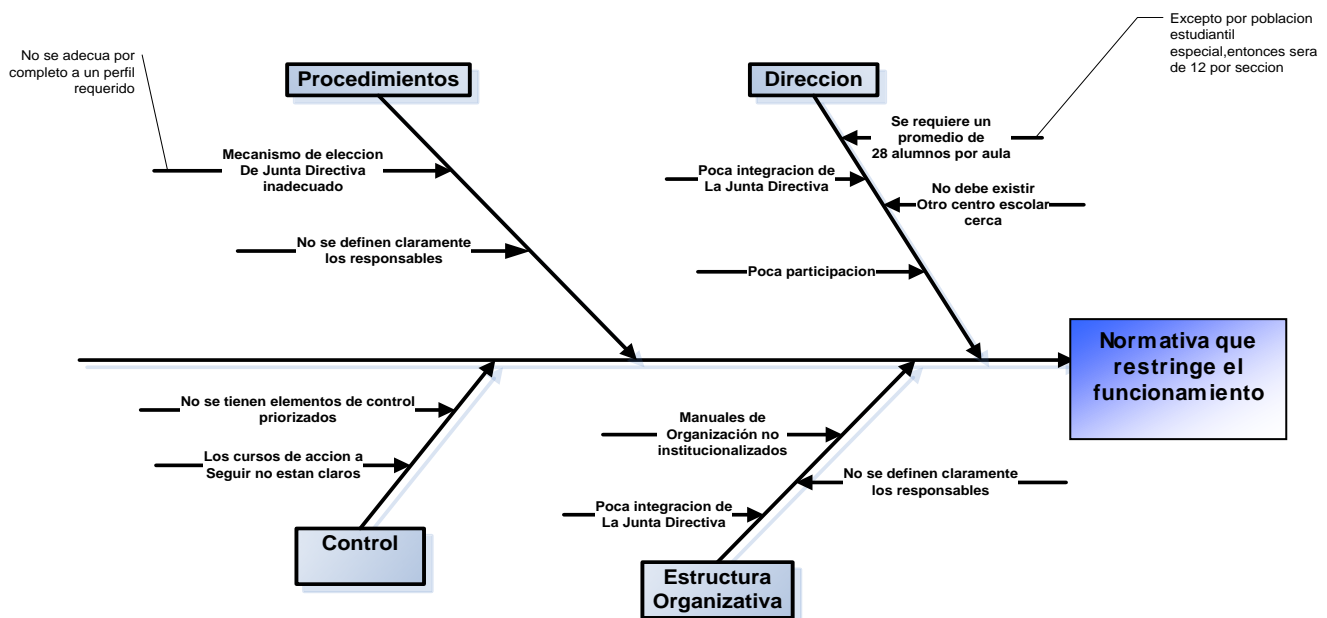 Excepto por poblacion
estudiantil
especial,entonces sera
de 12 por seccion
No se adecua por
completo a un perfil
requerido
Procedimientos
Direccion
Se requiere un
promedio de
28 alumnos por aula
Mecanismo de eleccion
De Junta Directiva
inadecuado
Poca integracion de
La Junta Directiva
No debe existir
Otro centro escolar
cerca
No se definen claramente
los responsables
Poca participacion
Normativa que
restringe el
funcionamiento
No se tienen elementos de control
priorizados
Manuales de
Organización no
institucionalizados
Los cursos de accion a
Seguir no estan claros
No se definen claramente
los responsables
Poca integracion de
La Junta Directiva
Control
Estructura
Organizativa